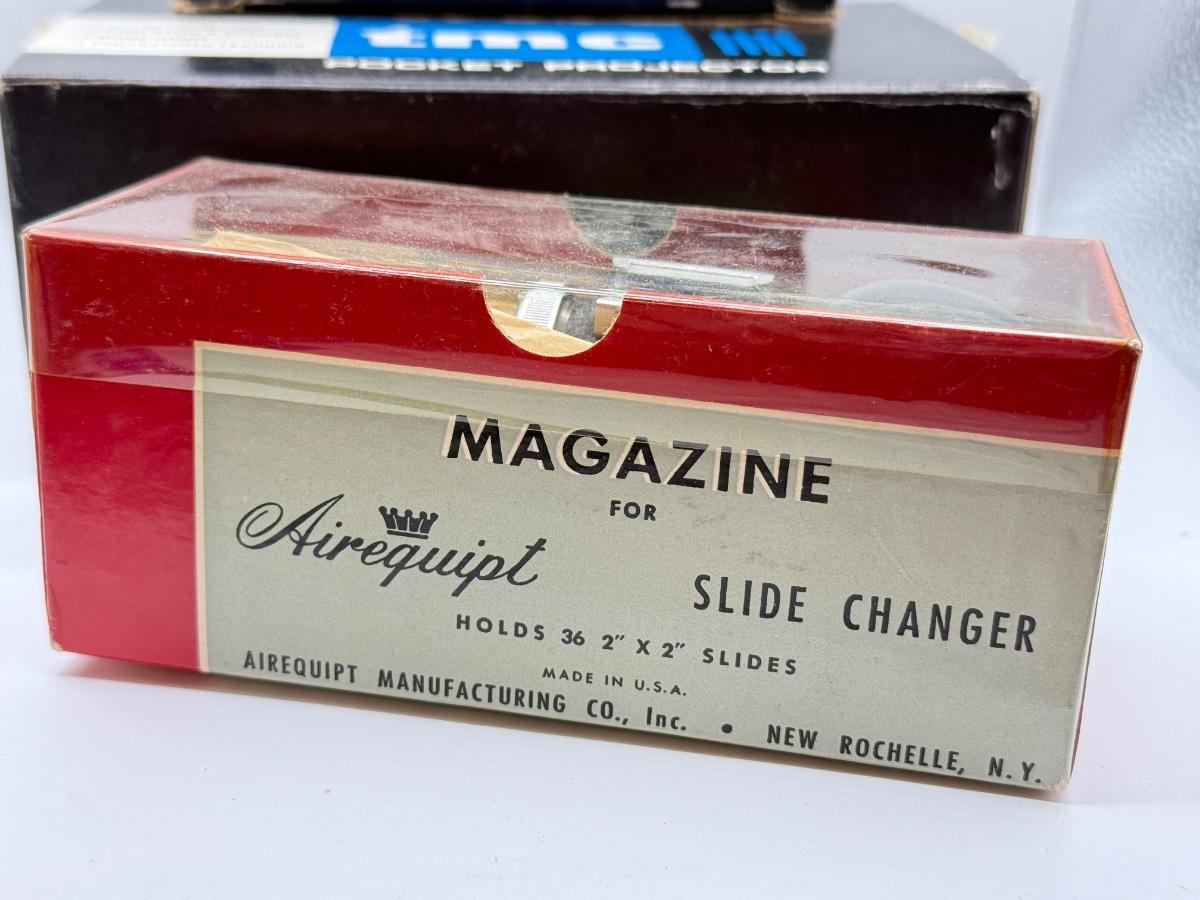 tmc
POCKET PROJECTOR
MAGAZINE
FOR
Airequipt
SLIDE CHANGER
HOLDS 36 2" X 2" SLIDES
MADE IN U.S.A.
AIREQUIPT MANUFACTURING CO., Inc. • NEW ROCHELLE, N.Y.